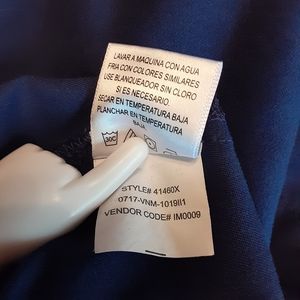 LAVAR A MAQUINA CON AGUA
FRIA CON COLORES SIMILARES
USE BLANQUEADOR SIN CLORO
SI ES NECESARIO.
SECAR EN TEMPERATURA BAJA
PLANCHAR EN TEMPERATURA
BAJA
30C
STYLE# 41460X
0717-VNM-1019II1
VENDOR CODE# IM0009